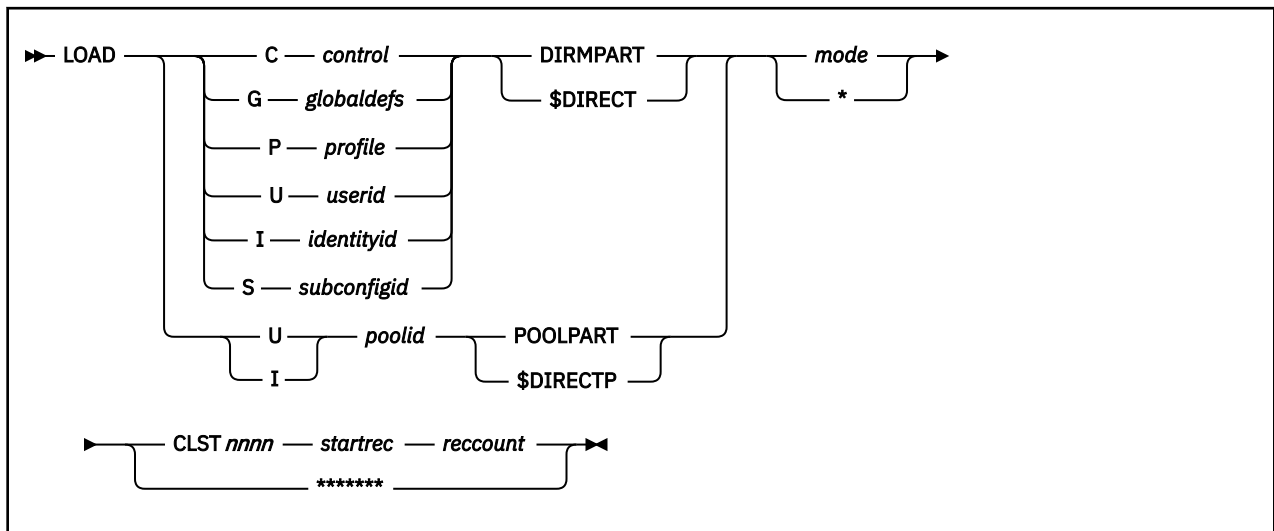 LOAD C control DIRMPART mode
G globaldefs $DIRECT *
P profile
U userid
I identityid
S subconfigid
U poolid POOLPART
I $DIRECTP
CLST nnnn startrec reccount
*******